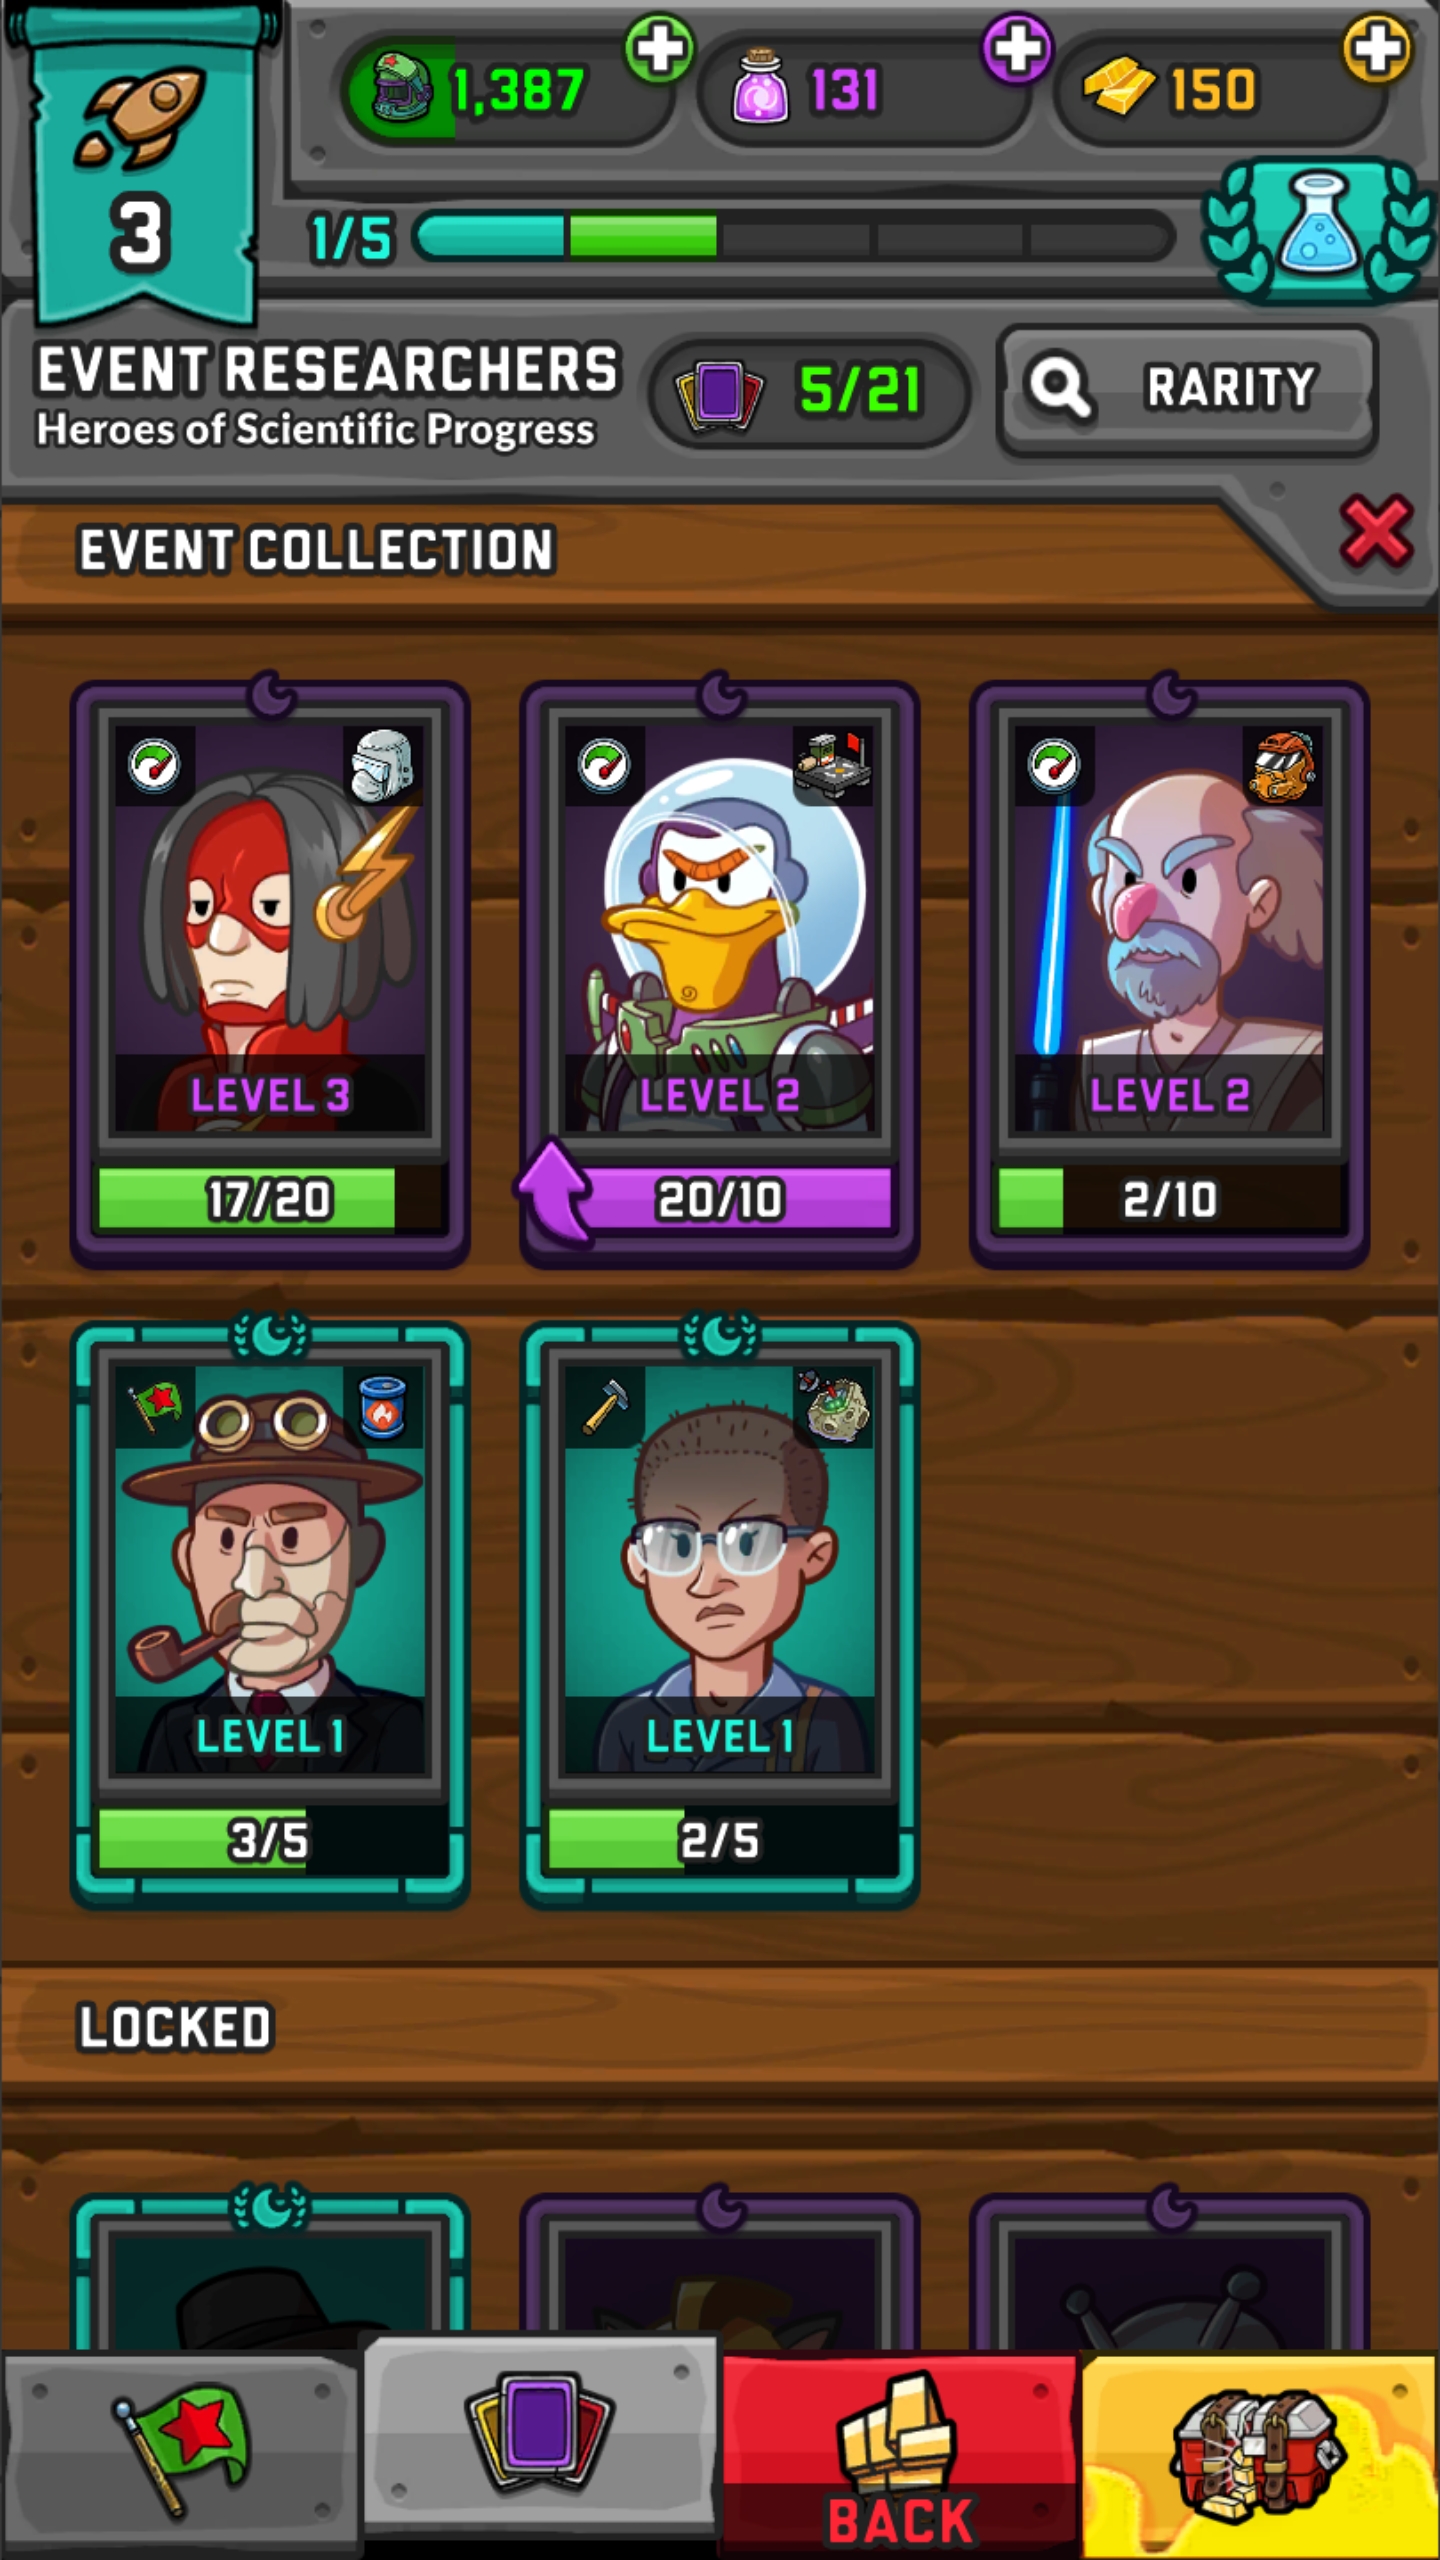 1,387
131
150
3
1/5
EVENT RESEARCHERS
Heroes of Scientific Progress
5/21
RARITY
EVENT COLLECTION
LEVEL 3
LEVEL 2
LEVEL 2
17/20
20/10
2/10
LEVEL 1
LEVEL 1
3/5
2/5
LOCKED
BACK